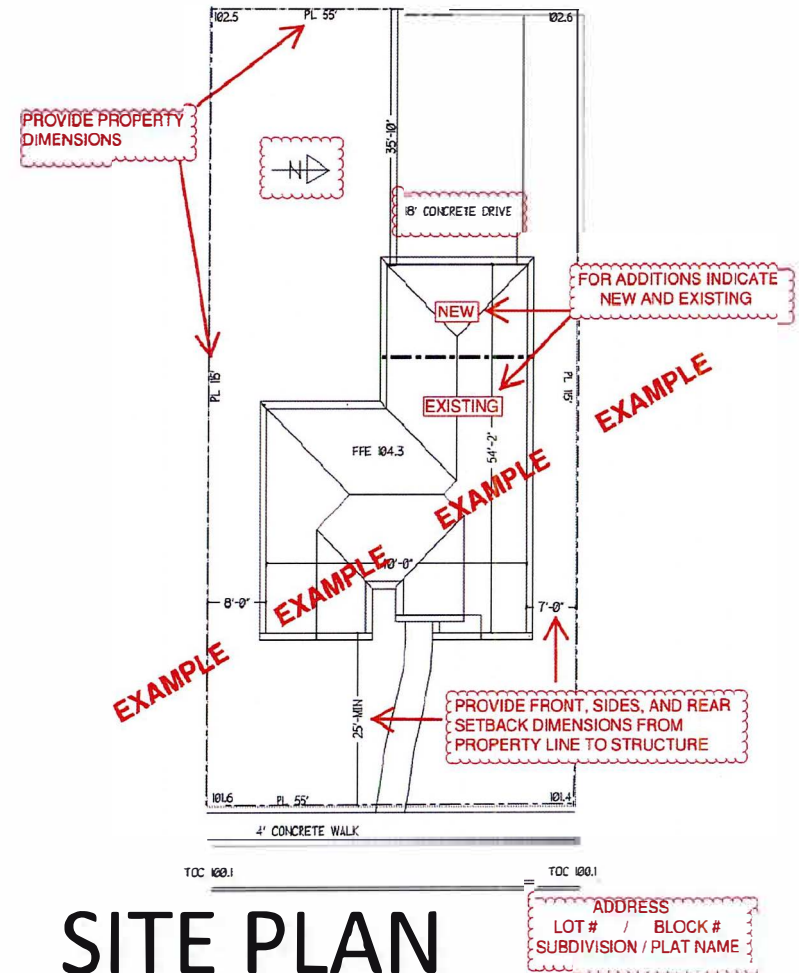 102.5
PL 55'
102.6
PROVIDE PROPERTY
DIMENSIONS
35'-10"
N
18' CONCRETE DRIVE
FOR ADDITIONS INDICATE
NEW AND EXISTING
NEW
PL 115'
PL 115'
EXAMPLE
EXISTING
FFE 104.3
54'-2"
EXAMPLE
EXAMPLE
40'-0"
8'-0"
7'-0"
EXAMPLE
25'-MIN
PROVIDE FRONT, SIDES, AND REAR
SETBACK DIMENSIONS FROM
PROPERTY LINE TO STRUCTURE
101.6
PL 55'
101.4
4' CONCRETE WALK
TOC 100.1
TOC 100.1
SITE PLAN
ADDRESS
LOT # / BLOCK #
SUBDIVISION / PLAT NAME